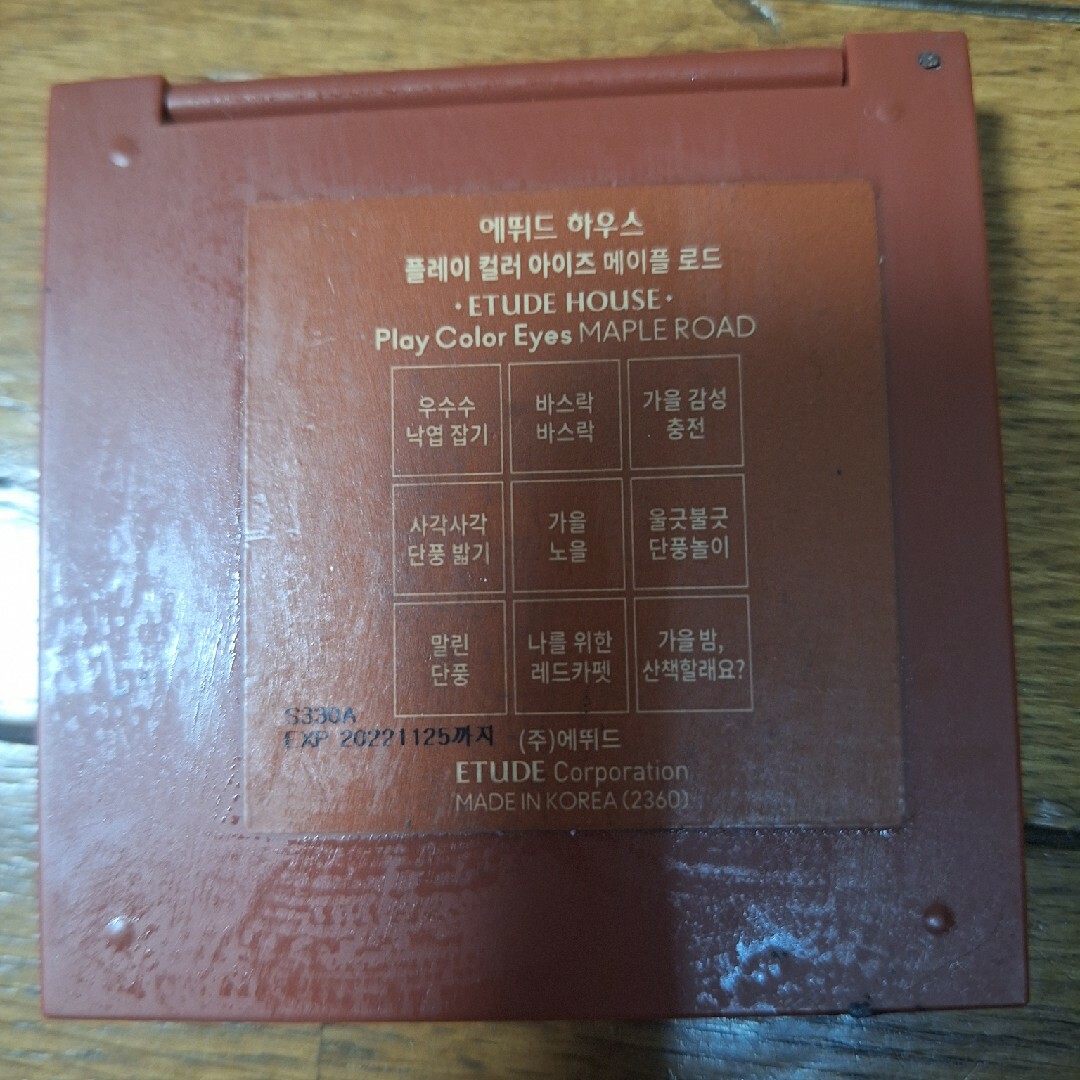 에뛰드 하우스
플레이 컬러 아이즈 메이플 로드
·ETUDE HOUSE·
Play Color Eyes MAPLE ROAD
우수수
낙엽 잡기
바스락
바스락
가을 감성
충전
사각사각
단풍 밟기
가을
노을
울긋불긋
단풍놀이
말린
단풍
나를 위한
레드카펫
가을 밤,
산책할래요?
S330A
EXP 20221125까지
(주)에뛰드
ETUDE Corporation
MADE IN KOREA (2360)